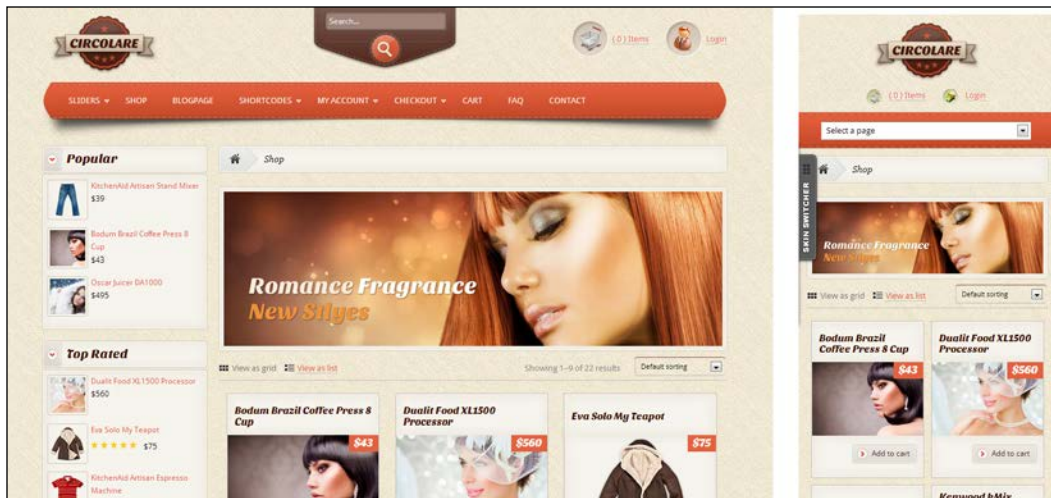 CIRCOLARE
Search...
( 0 ) Items
Login
SLIDERS
SHOP
BLOGPAGE
SHORTCODES
MY ACCOUNT
CHECKOUT
CART
FAQ
CONTACT
Popular
KitchenAid Artisan Stand Mixer
$39
Bodum Brazil Coffee Press 8
Cup
$43
Oscar Juicer DA1000
$495
Top Rated
Dualit Food XL1500 Processor
$560
Eva Solo My Teapot
$75
KitchenAid Artisan Espresso
Machine
Shop
Romance Fragrance
New Stlyes
View as grid
View as list
Showing 1–9 of 22 results
Default sorting
Bodum Brazil Coffee Press 8
Cup
$43
Dualit Food XL1500
Processor
$560
Eva Solo My Teapot
$75
CIRCOLARE
( 0 ) Items
Login
Select a page
Shop
SKIN SWITCHER
Romance Fragrance
New Stlyes
View as grid
View as list
Default sorting
Bodum Brazil
Coffee Press 8 Cup
$43
Add to cart
Dualit Food XL1500
Processor
$560
Add to cart
Kenwood kMix